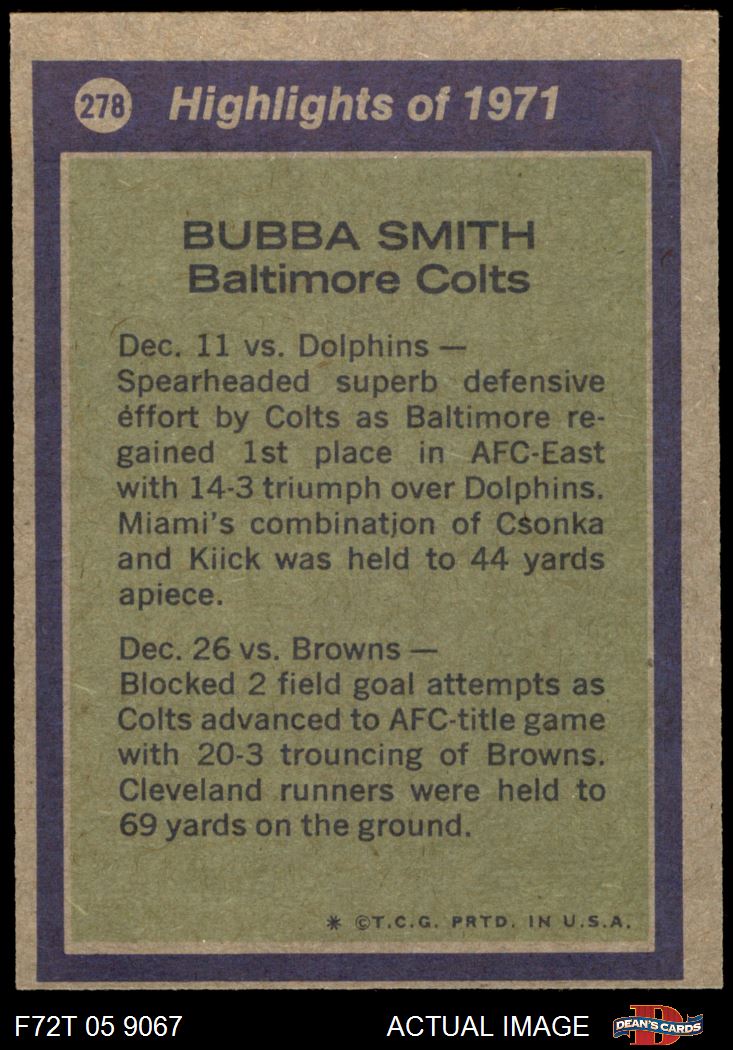 278 Highlights of 1971
BUBBA SMITH
Baltimore Colts
Dec. 11 vs. Dolphins —
Spearheaded superb defensive
effort by Colts as Baltimore re-
gained 1st place in AFC-East
with 14-3 triumph over Dolphins.
Miami's combination of Csonka
and Kiick was held to 44 yards
apiece.
Dec. 26 vs. Browns —
Blocked 2 field goal attempts as
Colts advanced to AFC-title game
with 20-3 trouncing of Browns.
Cleveland runners were held to
69 yards on the ground.
* ©T.C.G. PRTD. IN U.S.A.
F72T 05 9067 ACTUAL IMAGE D DEAN'S CARDS